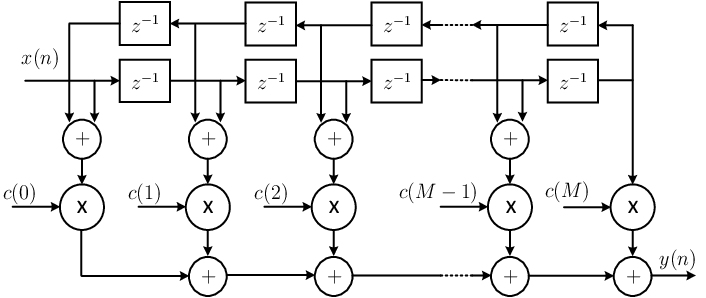 z⁻¹ z⁻¹ z⁻¹ z⁻¹
x(n)
z⁻¹ z⁻¹ z⁻¹ z⁻¹
+ + + +
c(0) c(1) c(2) c(M − 1) c(M)
x x x x x
y(n)
+ + + +